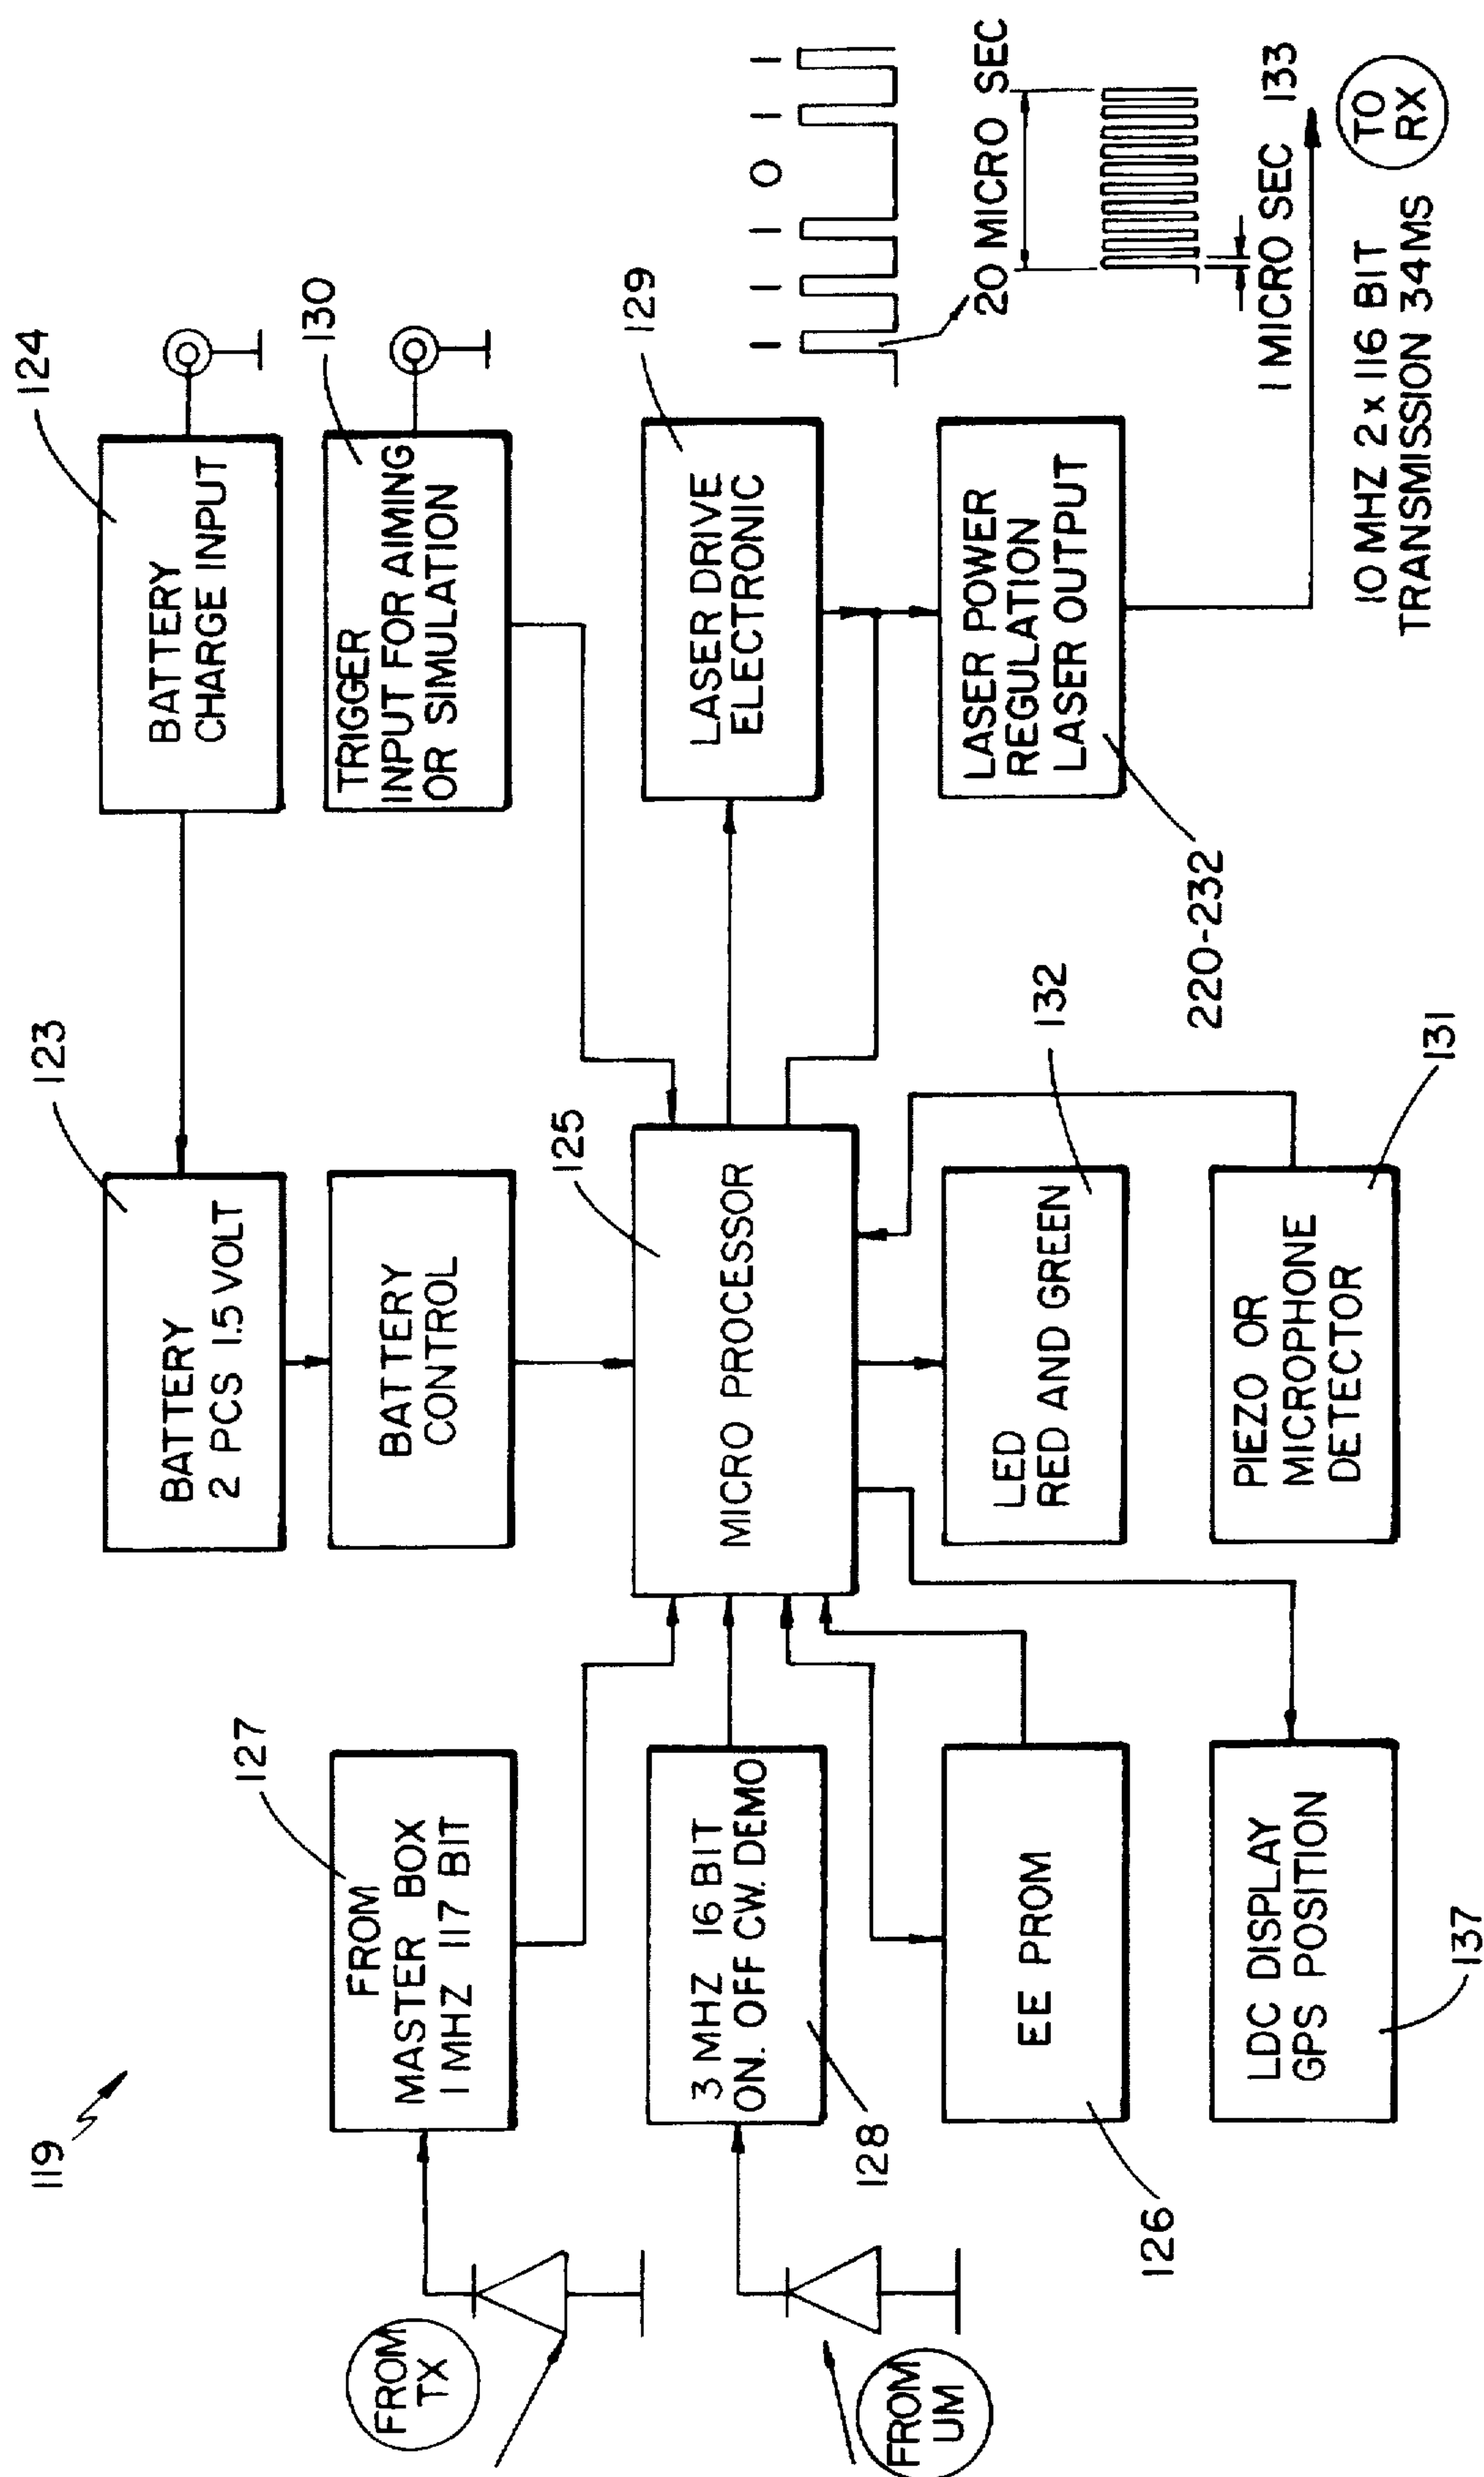 119
FROM
TX
FROM
UM
127
FROM
MASTER BOX
1 MHZ 117 BIT
3 MHZ 16 BIT
ON. OFF CW. DEMO
128
EE PROM
126
LDC DISPLAY
GPS POSITION
137
123
BATTERY
2 PCS 1.5 VOLT
BATTERY
CONTROL
125
MICRO PROCESSOR
LED
RED AND GREEN
132
PIEZO OR
MICROPHONE
DETECTOR
131
124
BATTERY
CHARGE INPUT
130
TRIGGER
INPUT FOR AIMING
OR SIMULATION
129
LASER DRIVE
ELECTRONIC
LASER POWER
REGULATION
LASER OUTPUT
220-232
1 1 1 0 1 1
20 MICRO SEC
1 MICRO SEC
133
10 MHZ 2 x 116 BIT
TRANSMISSION 34MS
TO
RX